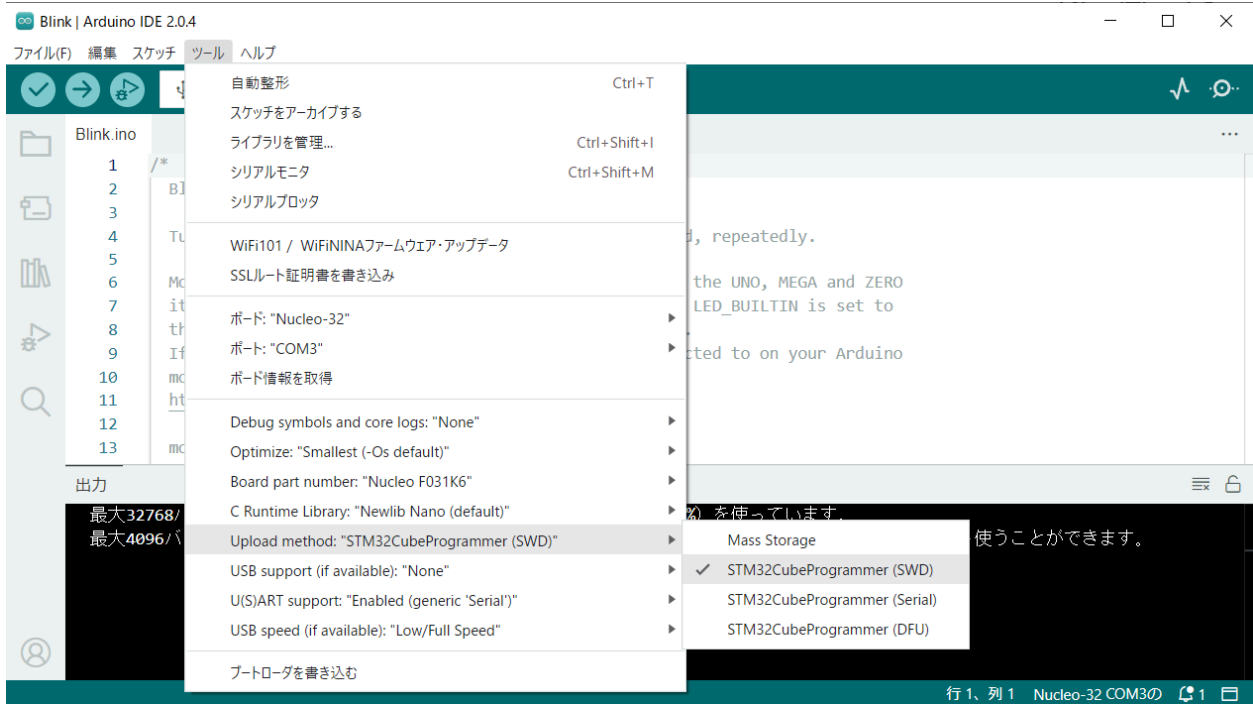 Blink | Arduino IDE 2.0.4
ファイル(F) 編集 スケッチ ツール ヘルプ
自動整形 Ctrl+T
スケッチをアーカイブする
ライブラリを管理... Ctrl+Shift+I
シリアルモニタ Ctrl+Shift+M
シリアルプロッタ
WiFi101 / WiFiNINAファームウェア・アップデータ
SSLルート証明書を書き込み
ボード: "Nucleo-32"
ポート: "COM3"
ボード情報を取得
Debug symbols and core logs: "None"
Optimize: "Smallest (-Os default)"
Board part number: "Nucleo F031K6"
C Runtime Library: "Newlib Nano (default)"
Upload method: "STM32CubeProgrammer (SWD)"
USB support (if available): "None"
U(S)ART support: "Enabled (generic 'Serial')"
USB speed (if available): "Low/Full Speed"
ブートローダを書き込む
Mass Storage
STM32CubeProgrammer (SWD)
STM32CubeProgrammer (Serial)
STM32CubeProgrammer (DFU)
Blink.ino
1 /*
2 Bl
3
4 Tu d, repeatedly.
5
6 Mo the UNO, MEGA and ZERO
7 it LED_BUILTIN is set to
8 th .
9 If cted to on your Arduino
10 mo
11 ht
12
13 mo
出力
最大32768/ %) を使っています.
最大4096バ 使うことができます。
行 1、列 1 Nucleo-32 COM3の 1